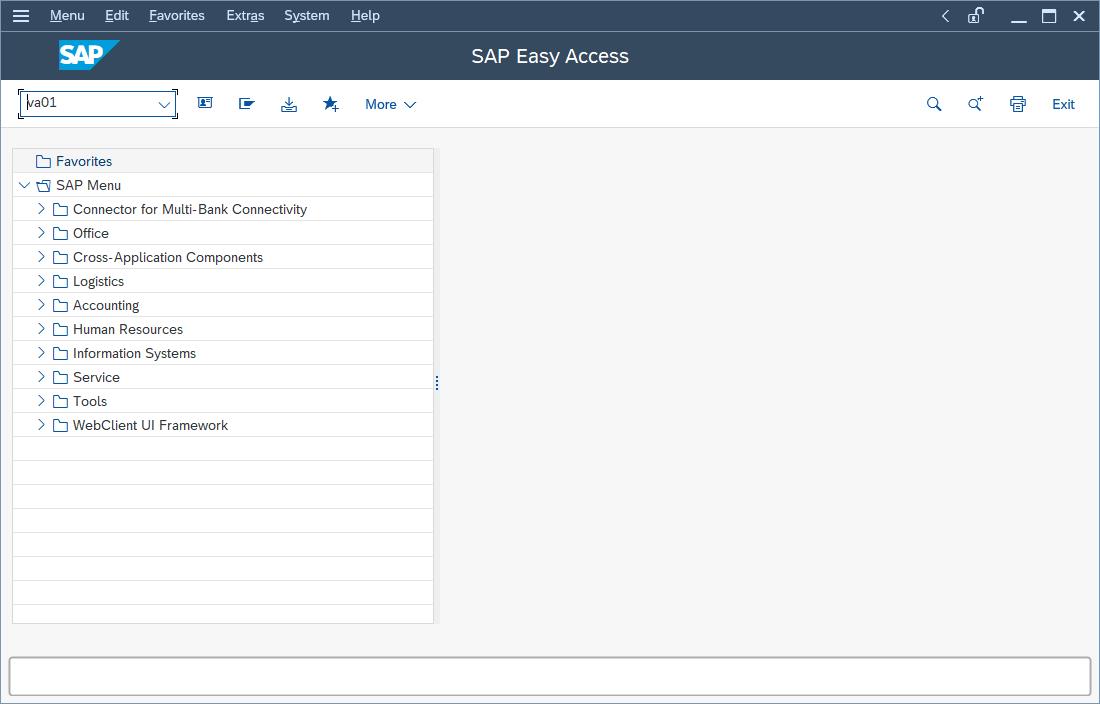 Menu Edit Favorites Extras System Help
SAP SAP Easy Access
va01 More Exit
Favorites
SAP Menu
Connector for Multi-Bank Connectivity
Office
Cross-Application Components
Logistics
Accounting
Human Resources
Information Systems
Service
Tools
WebClient UI Framework